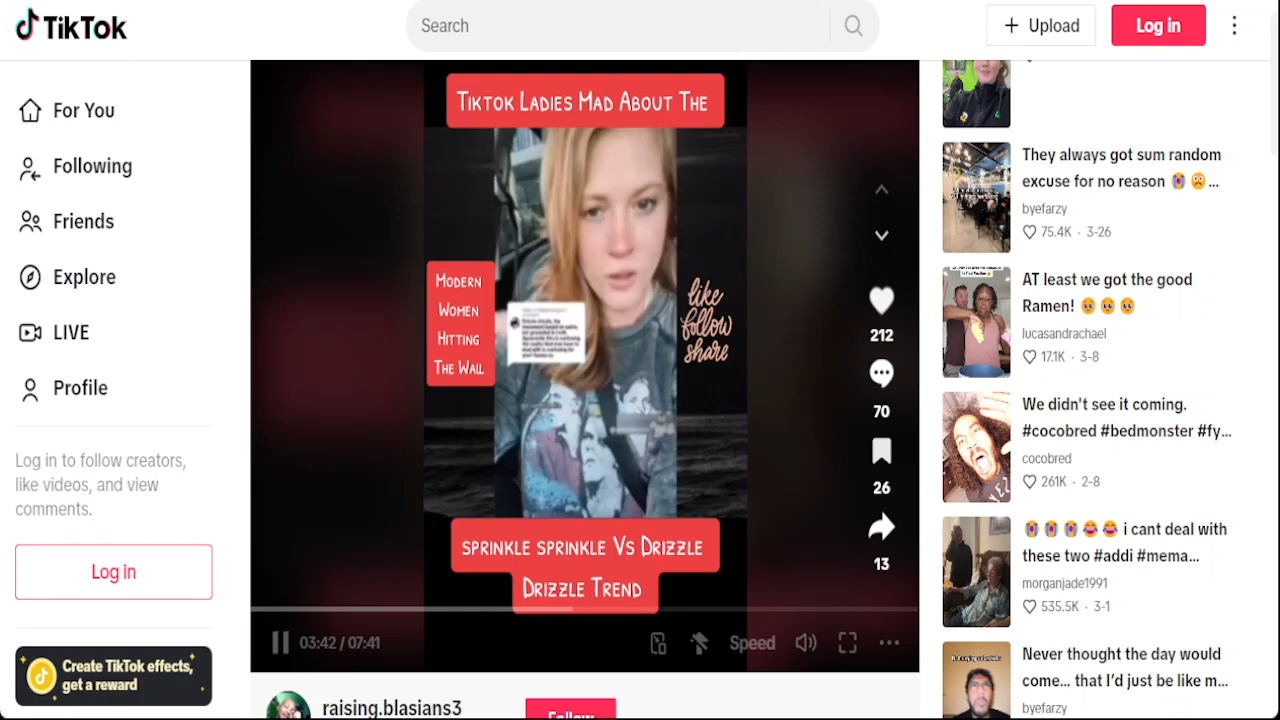 TikTok
Search
+ Upload
Log in
For You
Following
Friends
Explore
LIVE
Profile
Log in to follow creators,
like videos, and view
comments.
Log in
Create TikTok effects,
get a reward
TIKTOK LADIES MAD ABOUT THE
MODERN
WOMEN
HITTING
THE WALL
like
follow
share
SPRINKLE SPRINKLE VS DRIZZLE
DRIZZLE TREND
212
70
26
13
03:42 / 07:41
Speed
raising.blasians3
Follow
They always got sum random
excuse for no reason 😭 🙁 ...
byefarzy
75.4K · 3-26
AT least we got the good
Ramen! 🥺 🥺 🥺
lucasandrachael
17.1K · 3-8
We didn't see it coming.
#cocobred #bedmonster #fy...
cocobred
261K · 2-8
😭 😭 😭 😂 😂 i cant deal with
these two #addi #mema...
morganjade1991
535.5K · 3-1
Never thought the day would
come... that I'd just be like m...
byefarzy